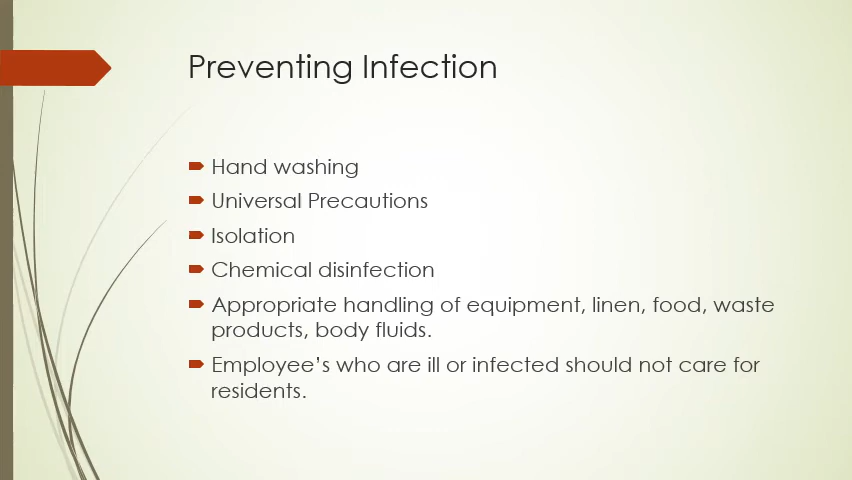 Preventing Infection
Hand washing
Universal Precautions
Isolation
Chemical disinfection
Appropriate handling of equipment, linen, food, waste
products, body fluids.
Employee’s who are ill or infected should not care for
residents.